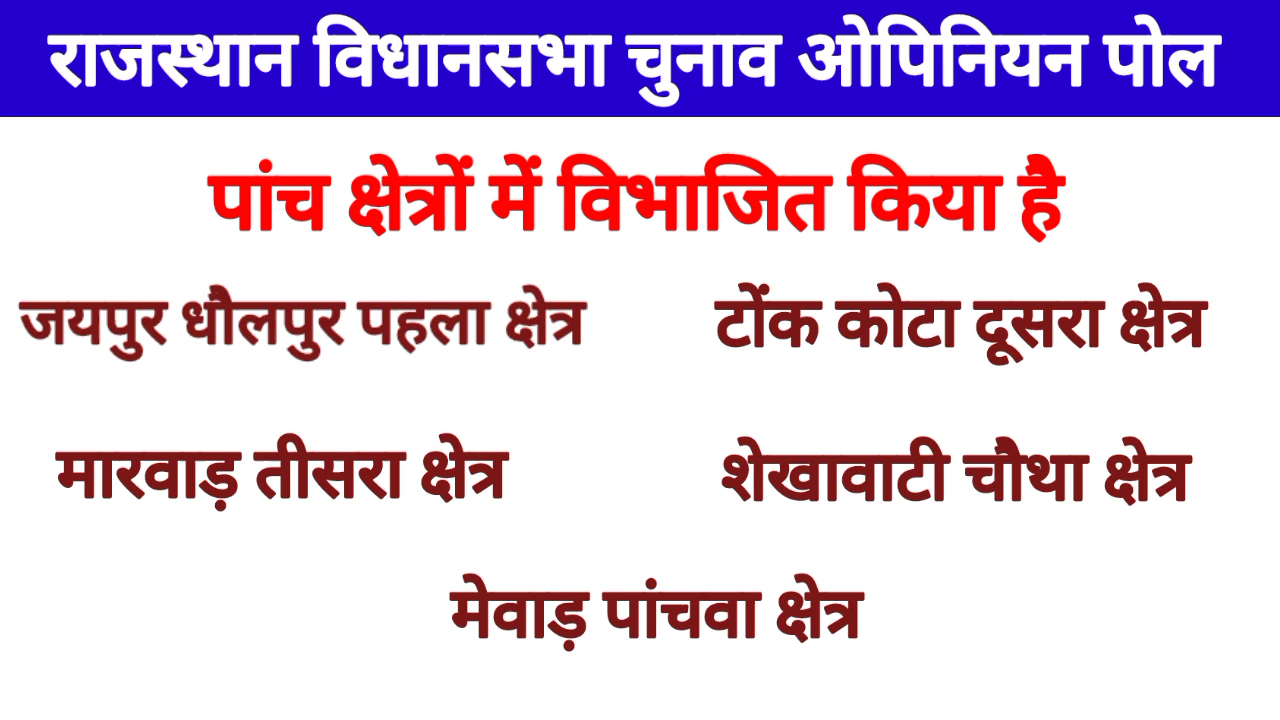 राजस्थान विधानसभा चुनाव ओपिनियन पोल
पांच क्षेत्रों में विभाजित किया है
जयपुर धौलपुर पहला क्षेत्र
टोंक कोटा दूसरा क्षेत्र
मारवाड़ तीसरा क्षेत्र
शेखावाटी चौथा क्षेत्र
मेवाड़ पांचवा क्षेत्र